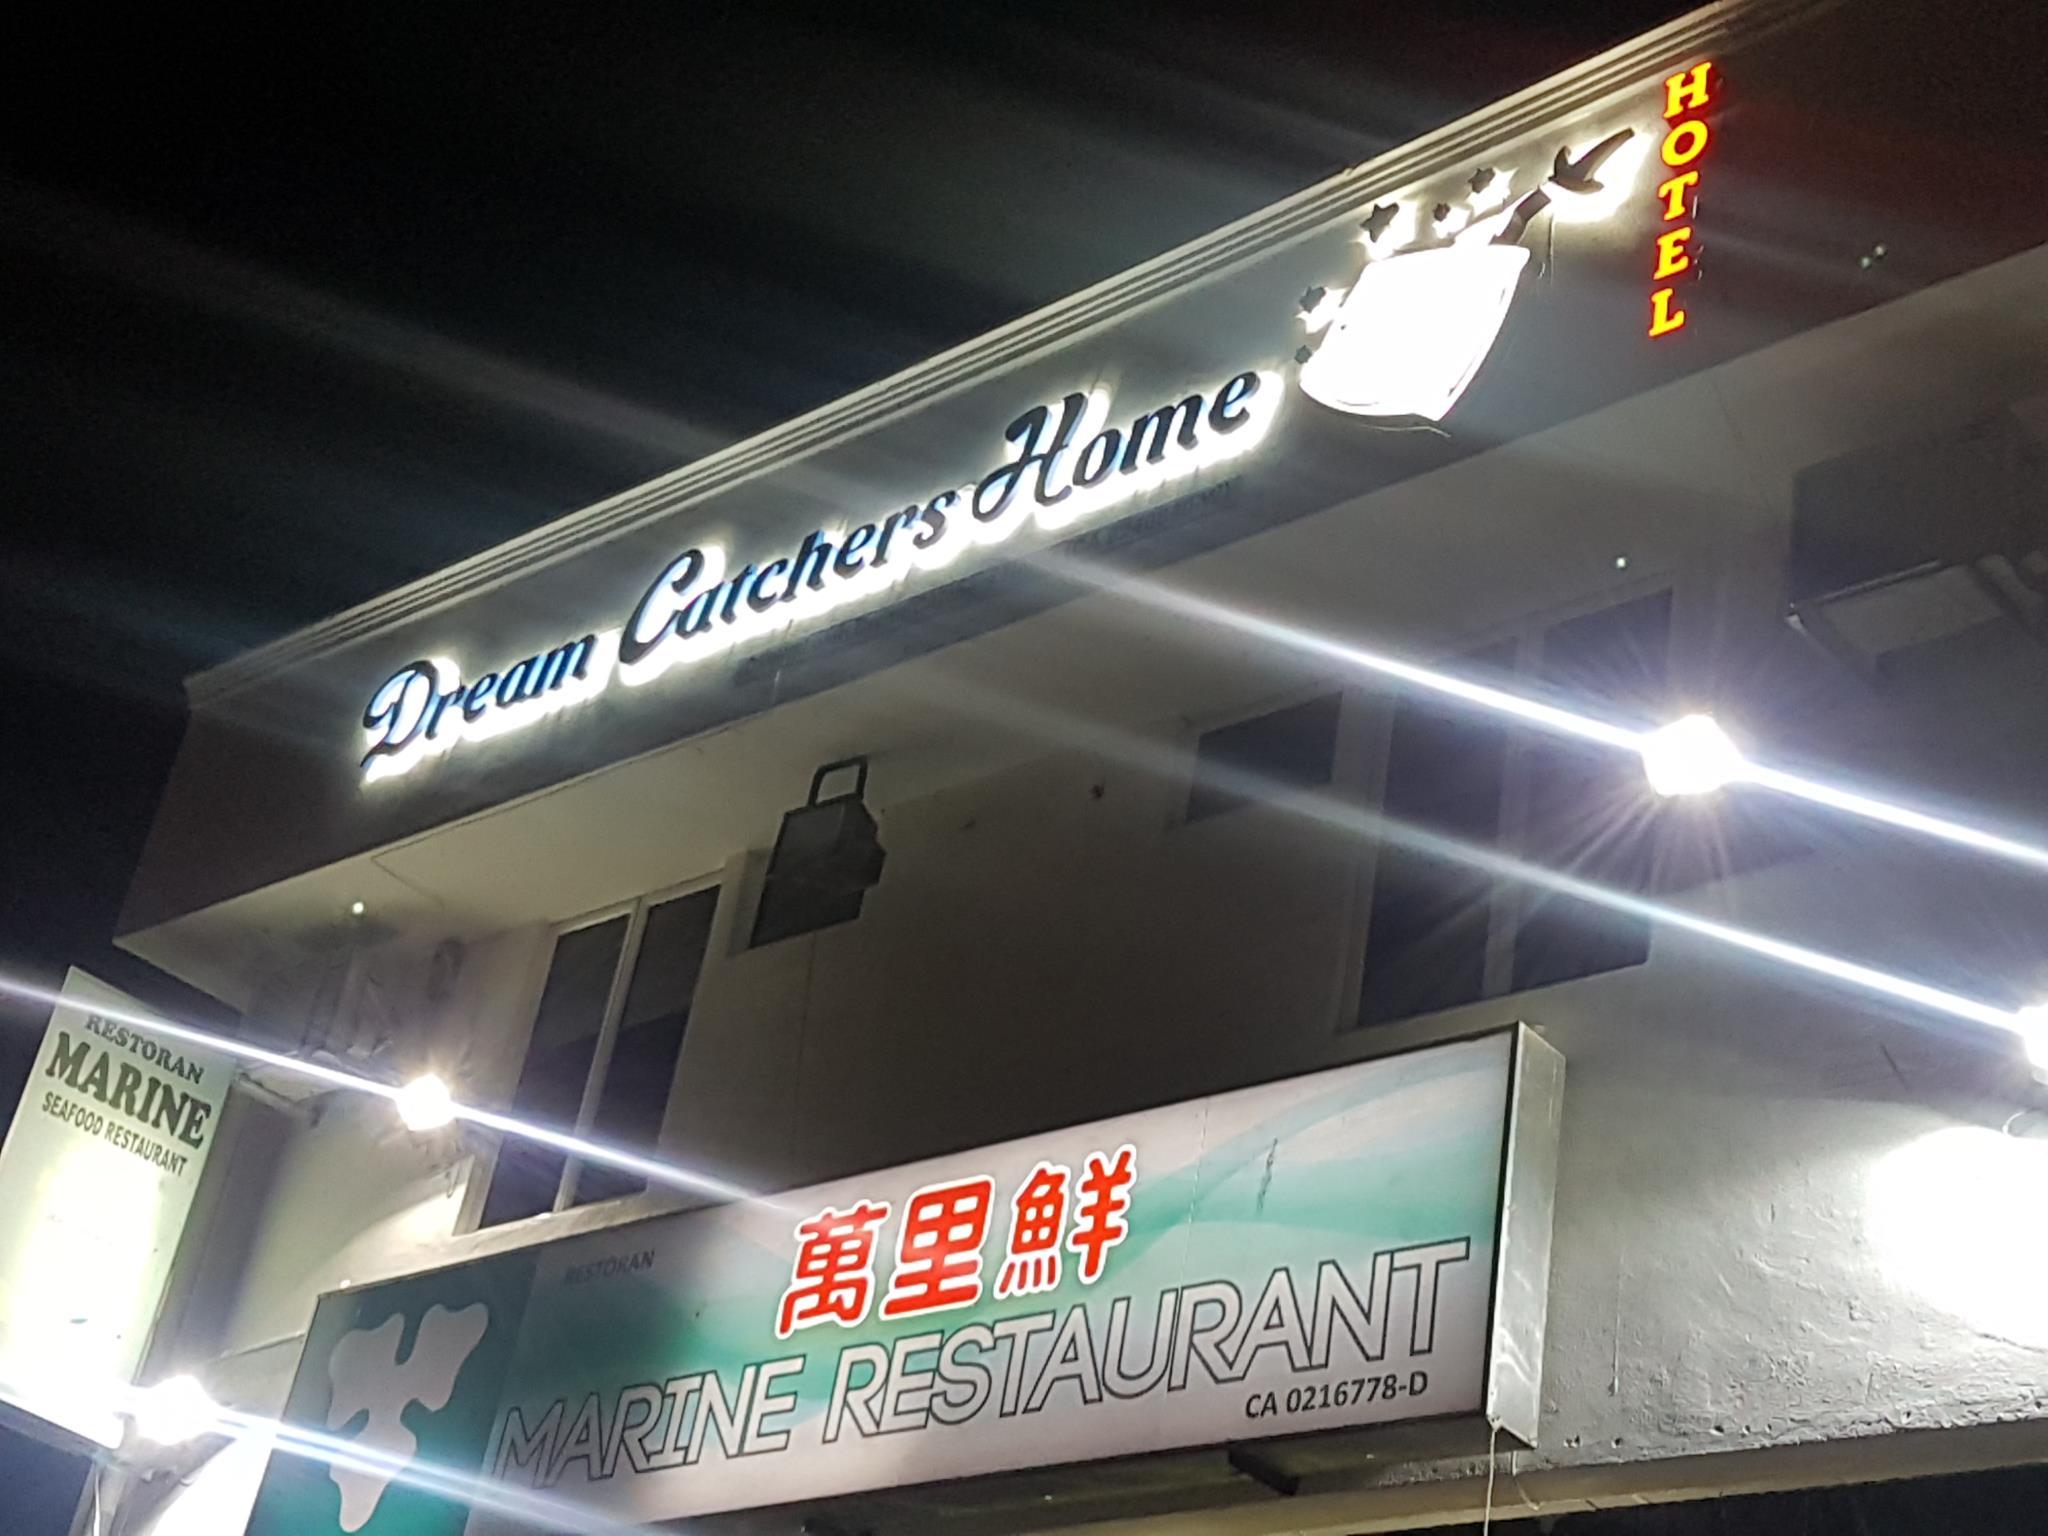 HOTEL
Dream Catchers Home
RESTORAN
MARINE
SEAFOOD RESTAURANT
RESTORAN
萬里鮮
MARINE RESTAURANT
CA 0216778-D